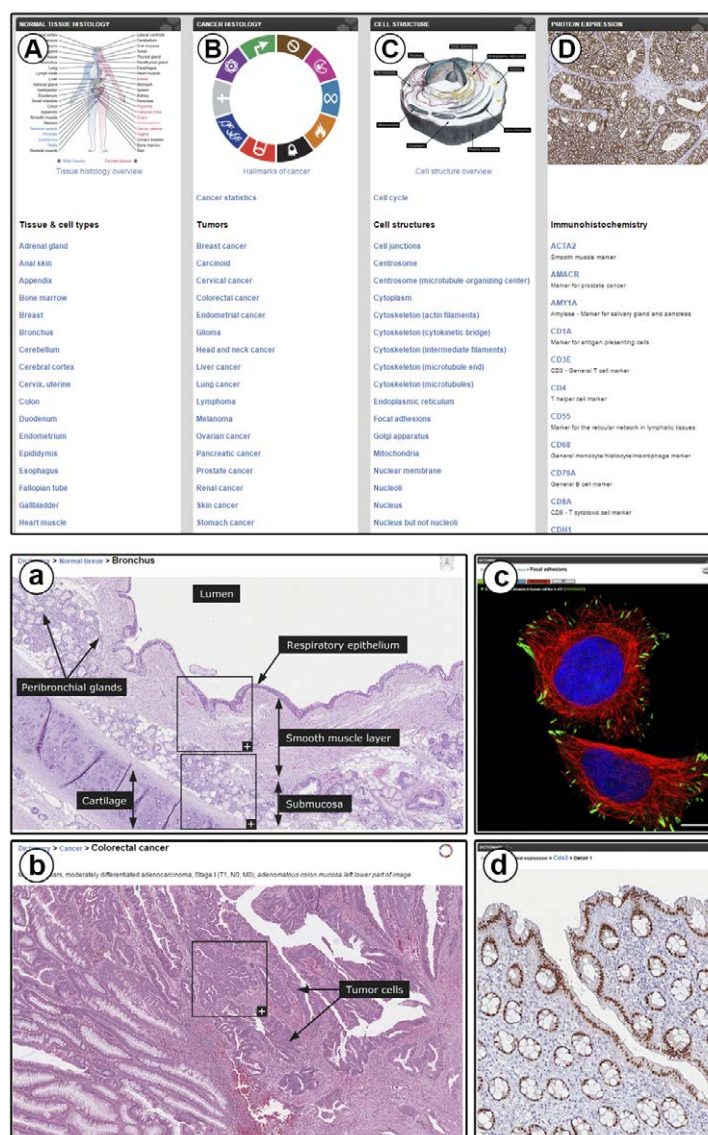 NORMAL TISSUE HISTOLOGY
A
Tissue histology overview
Tissue & cell types
Adrenal gland
Anal skin
Appendix
Bone marrow
Breast
Bronchus
Cerebellum
Cerebral cortex
Cervix, uterine
Colon
Duodenum
Endometrium
Epididymis
Esophagus
Fallopian tube
Gallbladder
Heart muscle
CANCER HISTOLOGY
B
Hallmarks of cancer
Cancer statistics
Tumors
Breast cancer
Carcinoid
Cervical cancer
Colorectal cancer
Endometrial cancer
Glioma
Head and neck cancer
Liver cancer
Lung cancer
Lymphoma
Melanoma
Ovarian cancer
Pancreatic cancer
Prostate cancer
Renal cancer
Skin cancer
Stomach cancer
CELL STRUCTURE
C
Cell structure overview
Cell cycle
Cell structures
Cell junctions
Centrosome
Centrosome (microtubule organizing center)
Cytoplasm
Cytoskeleton (actin filaments)
Cytoskeleton (cytokinetic bridge)
Cytoskeleton (intermediate filaments)
Cytoskeleton (microtubule end)
Cytoskeleton (microtubules)
Endoplasmic reticulum
Focal adhesions
Golgi apparatus
Mitochondria
Nuclear membrane
Nucleoli
Nucleus
Nucleus but not nucleoli
PROTEIN EXPRESSION
D
Immunohistochemistry
ACTA2
Smooth muscle marker
AMACR
Marker for prostate cancer
AMY1A
Amylase - Marker for salivary gland and pancreas
CD1A
Marker for antigen presenting cells
CD3E
CD3 - General T cell marker
CD4
T helper cell marker
CD55
Marker for the reticular network in lymphatic tissues
CD68
General monocyte/histiocyte/macrophage marker
CD79A
General B cell marker
CD8A
CD8 - T cytotoxic cell marker
CDH1
a
> Normal tissue > Bronchus
Lumen
Respiratory epithelium
Peribronchial glands
Smooth muscle layer
Cartilage
Submucosa
c
> Focal adhesions
b
> Cancer > Colorectal cancer
moderately differentiated adenocarcinoma, Stage I (T1, N0, M0), adenomatous colon mucosa left lower part of image
Tumor cells
d
> Cdx2 > Detail 1